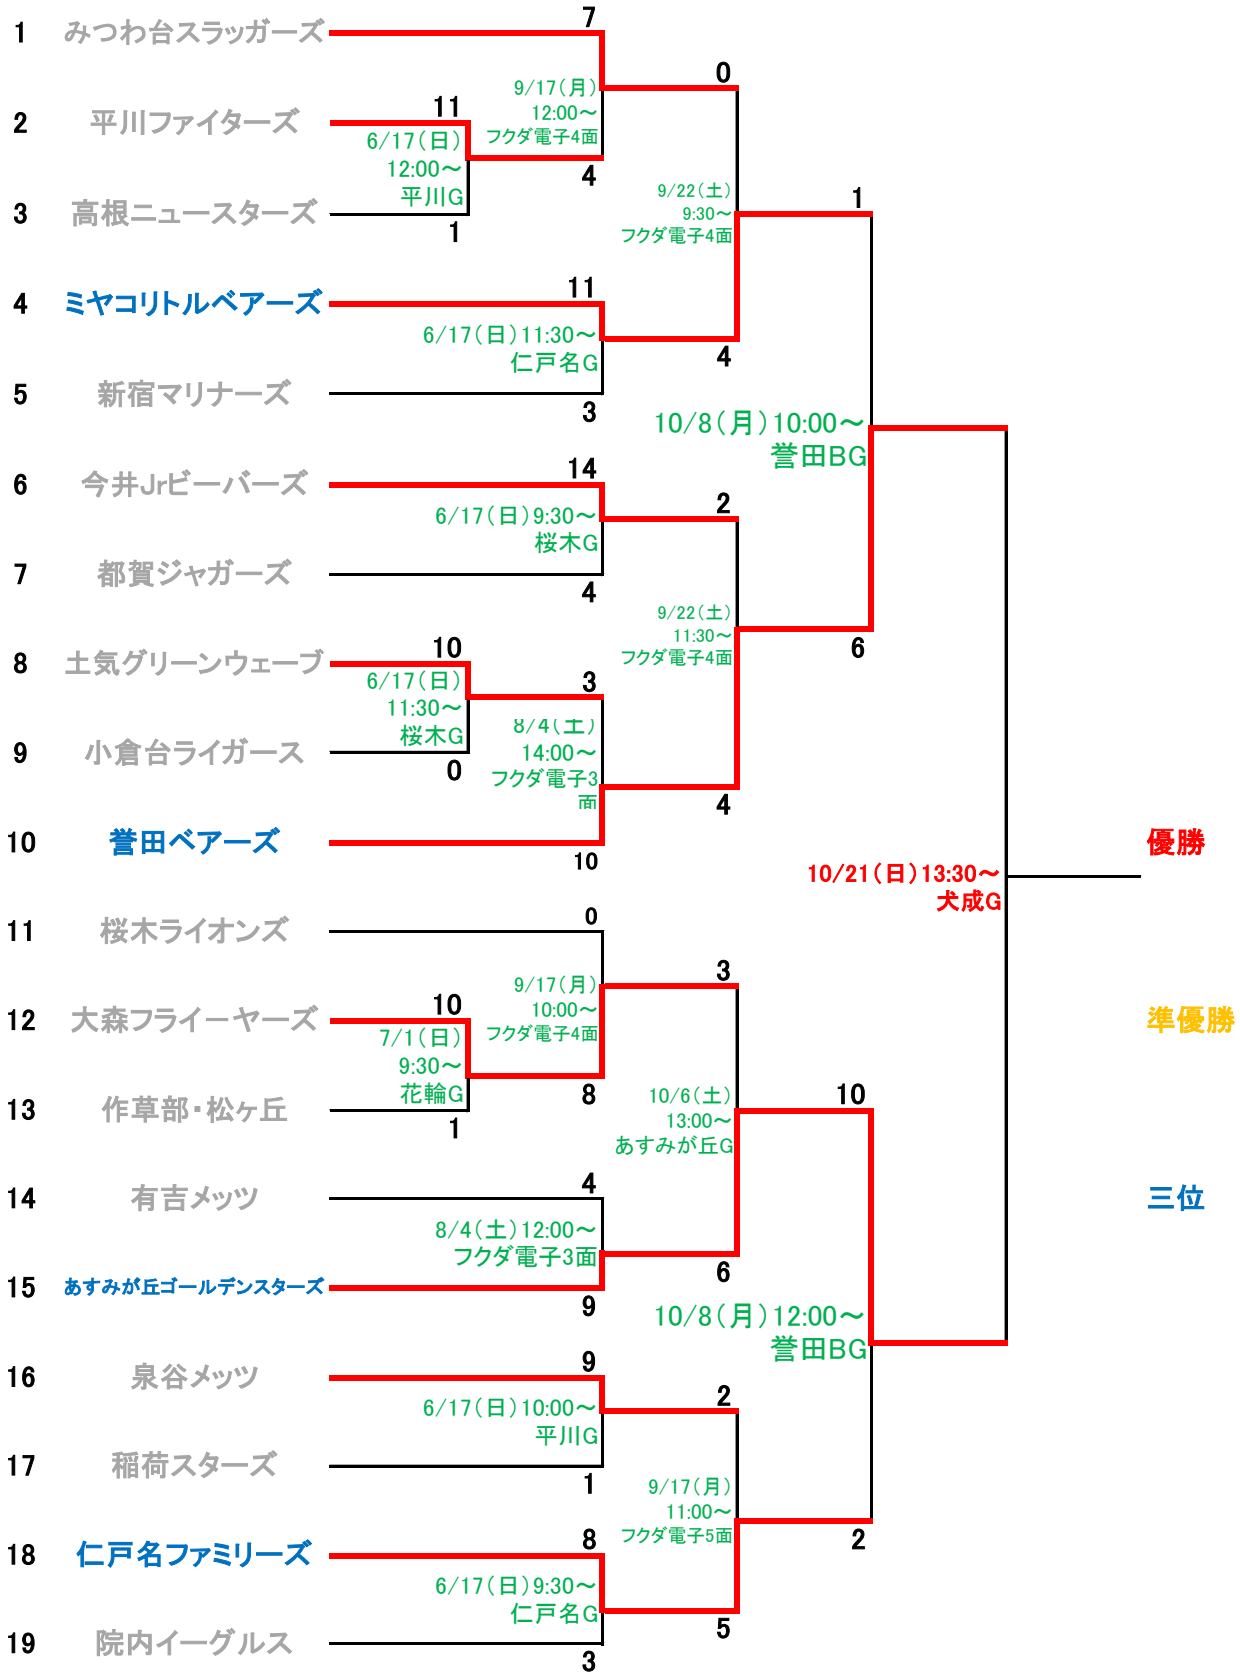 7
1 みつわ台スラッガーズ
0
9/17(月)
12:00～
フクダ電子4面
11
2 平川ファイターズ
6/17(日)
12:00～
平川G
4
3 高根ニュースターズ
1
9/22(土)
9:30～
フクダ電子4面
1
11
4 ミヤコリトルベアーズ
6/17(日)11:30～
仁戸名G
4
5 新宿マリナーズ
3
10/8(月)10:00～
誉田BG
14
6 今井Jrビーバーズ
2
6/17(日)9:30～
桜木G
7 都賀ジャガーズ
4
9/22(土)
11:30～
フクダ電子4面
6
10
8 土気グリーンウェーブ
3
6/17(日)
11:30～
桜木G
8/4(土)
14:00～
フクダ電子3
面
9 小倉台ライガース
0
4
10 誉田ベアーズ
10
優勝
10/21(日)13:30～
犬成G
0
11 桜木ライオンズ
3
9/17(月)
10:00～
フクダ電子4面
10
12 大森フライーヤーズ
準優勝
7/1(日)
9:30～
花輪G
8
13 作草部・松ヶ丘
1
10/6(土)
13:00～
あすみが丘G
10
4
14 有吉メッツ
三位
8/4(土)12:00～
フクダ電子3面
6
15 あすみが丘ゴールデンスターズ
9
10/8(月)12:00～
誉田BG
9
16 泉谷メッツ
2
6/17(日)10:00～
平川G
17 稲荷スターズ
1
9/17(月)
11:00～
フクダ電子5面
2
8
18 仁戸名ファミリーズ
6/17(日)9:30～
仁戸名G
5
19 院内イーグルス
3